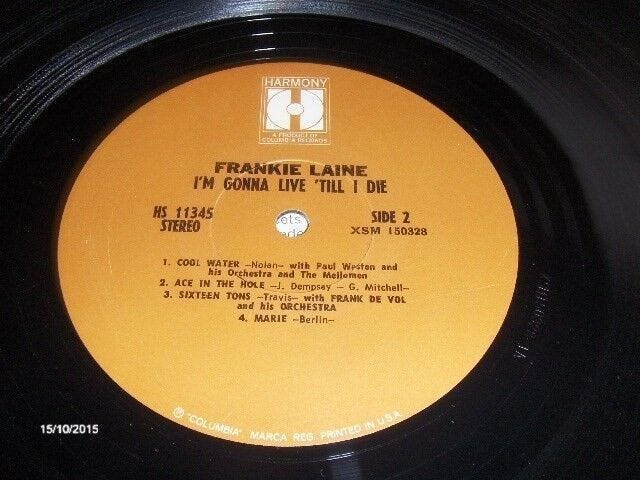 HARMONY
H
A PRODUCT OF
COLUMBIA RECORDS
FRANKIE LAINE
I'M GONNA LIVE 'TILL I DIE
HS 11345
STEREO
SIDE 2
XSM 150328
1. COOL WATER -Nolan- with Paul Weston and
his Orchestra and The Mellomen
2. ACE IN THE HOLE -J. Dempsey - G. Mitchell-
3. SIXTEEN TONS -Travis- with FRANK DE VOL
and his ORCHESTRA
4. MARIE -Berlin-
Ⓟ "COLUMBIA" MARCA REG. PRINTED IN U.S.A.
15/10/2015